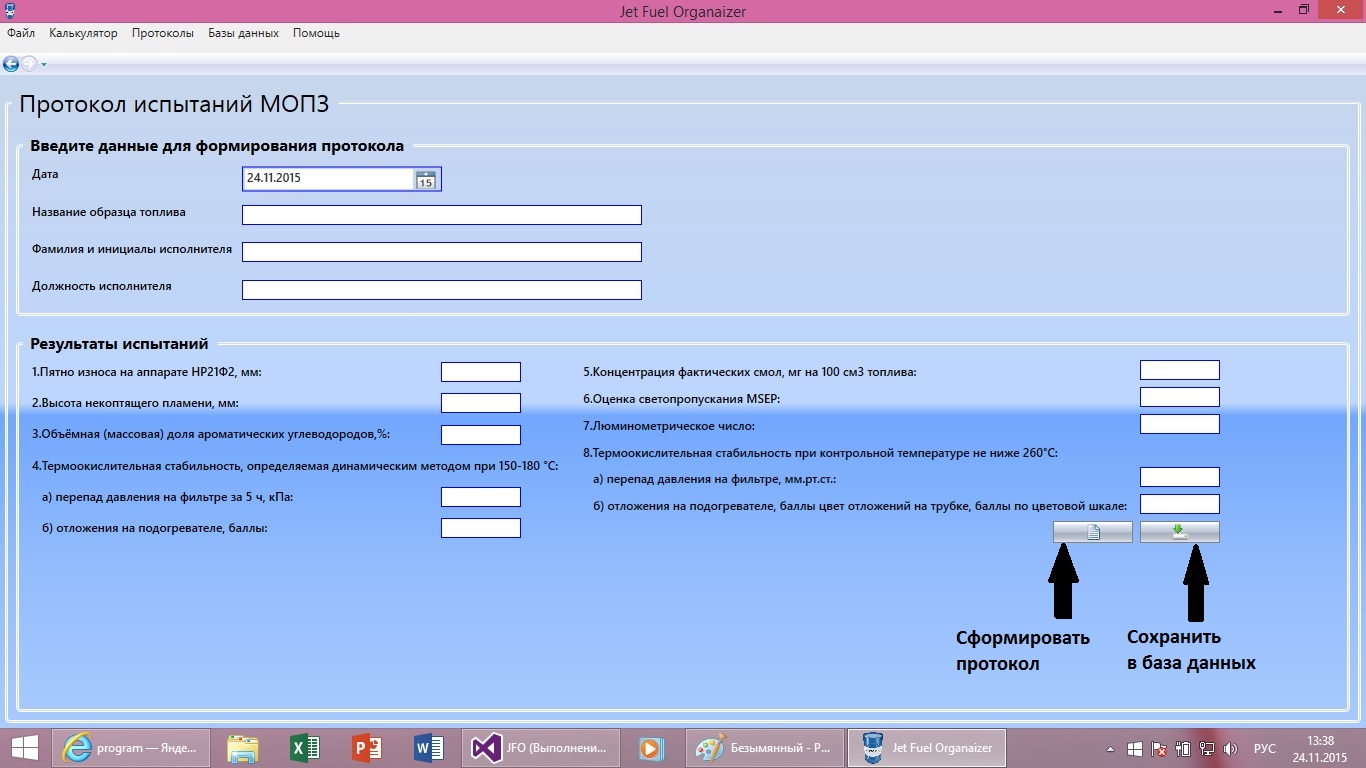 Jet Fuel Organaizer
Файл Калькулятор Протоколы Базы данных Помощь
Протокол испытаний МОПЗ
Введите данные для формирования протокола
Дата
24.11.2015
15
Название образца топлива
Фамилия и инициалы исполнителя
Должность исполнителя
Результаты испытаний
1.Пятно износа на аппарате НР21Ф2, мм:
2.Высота некоптящего пламени, мм:
3.Объёмная (массовая) доля ароматических углеводородов,%:
4.Термоокислительная стабильность, определяемая динамическим методом при 150-180 °С:
а) перепад давления на фильтре за 5 ч, кПа:
б) отложения на подогревателе, баллы:
5.Концентрация фактических смол, мг на 100 см3 топлива:
6.Оценка светопропускания MSEP:
7.Люминометрическое число:
8.Термоокислительная стабильность при контрольной температуре не ниже 260°С:
а) перепад давления на фильтре, мм.рт.ст.:
б) отложения на подогревателе, баллы цвет отложений на трубке, баллы по цветовой шкале:
Сформировать
протокол
Сохранить
в база данных
program — Янде...
JFO (Выполнени...
Безымянный - P...
Jet Fuel Organaizer
РУС
13:38
24.11.2015